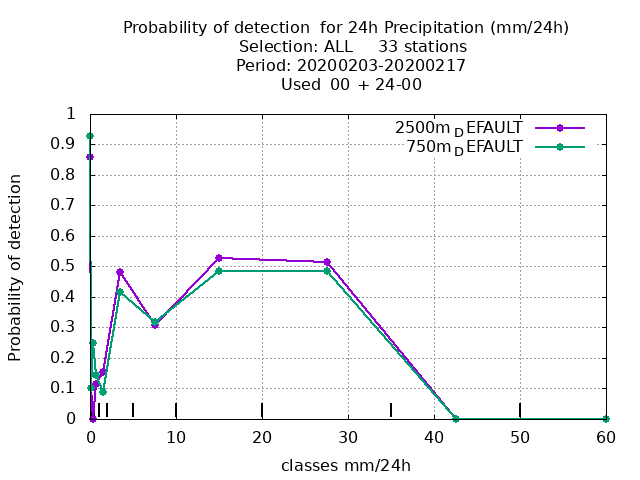 Probability of detection  for 24h Precipitation (mm/24h)
Selection: ALL     33 stations
Period: 20200203-20200217
Used  00 + 24-00
2500m_DEFAULT
750m_DEFAULT
Probability of detection
1
0.9
0.8
0.7
0.6
0.5
0.4
0.3
0.2
0.1
0
0 10 20 30 40 50 60
classes mm/24h